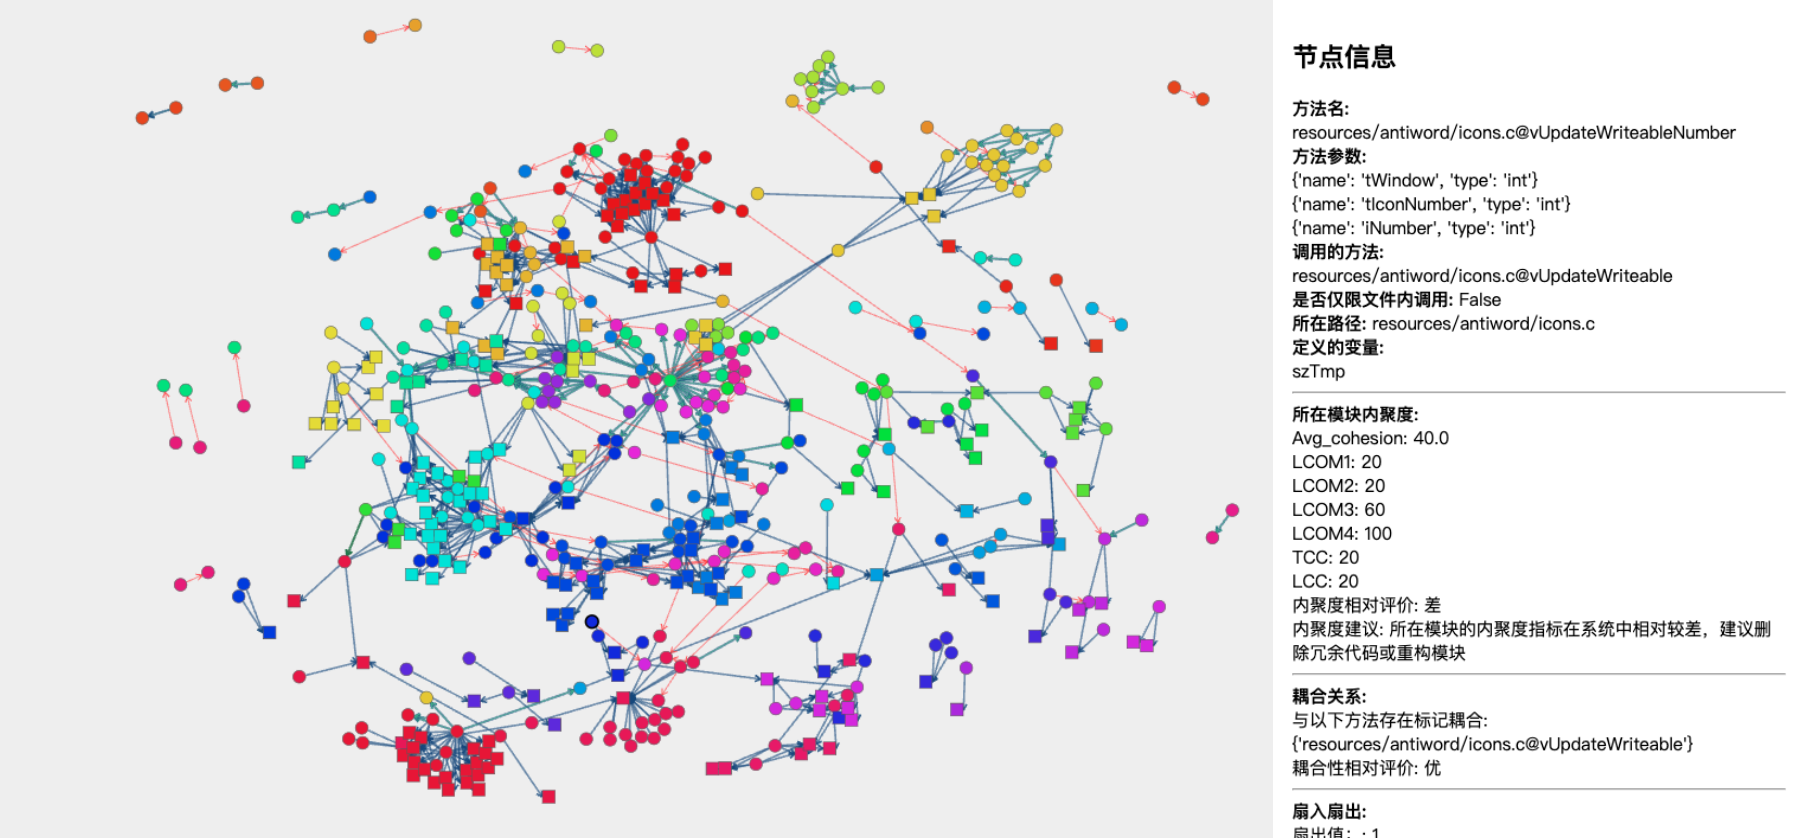 节点信息
方法名:
resources/antiword/icons.c@vUpdateWriteableNumber
方法参数:
{'name': 'tWindow', 'type': 'int'}
{'name': 'tIconNumber', 'type': 'int'}
{'name': 'iNumber', 'type': 'int'}
调用的方法:
resources/antiword/icons.c@vUpdateWriteable
是否仅限文件内调用: False
所在路径: resources/antiword/icons.c
定义的变量:
szTmp
所在模块内聚度:
Avg_cohesion: 40.0
LCOM1: 20
LCOM2: 20
LCOM3: 60
LCOM4: 100
TCC: 20
LCC: 20
内聚度相对评价: 差
内聚度建议: 所在模块的内聚度指标在系统中相对较差，建议删
除冗余代码或重构模块
耦合关系:
与以下方法存在标记耦合:
{'resources/antiword/icons.c@vUpdateWriteable'}
耦合性相对评价: 优
扇入扇出:
扇出值：: 1